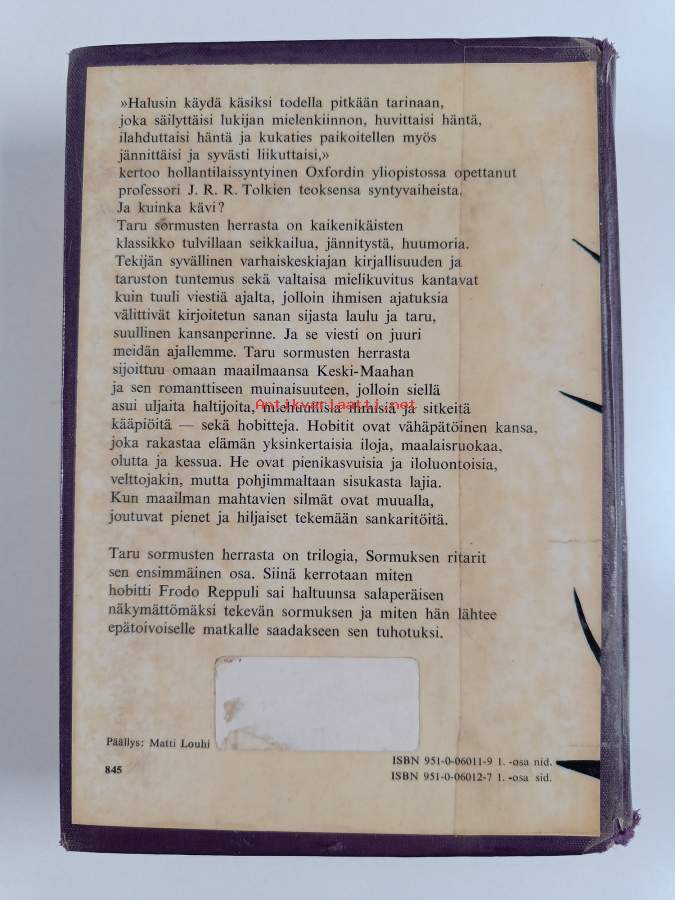 »Halusin käydä käsiksi todella pitkään tarinaan,
joka säilyttäisi lukijan mielenkiinnon, huvittaisi häntä,
ilahduttaisi häntä ja kukaties paikoitellen myös
jännittäisi ja syvästi liikuttaisi,»
kertoo hollantilaissyntyinen Oxfordin yliopistossa opettanut
professori J. R. R. Tolkien teoksensa syntyvaiheista.
Ja kuinka kävi?
Taru sormusten herrasta on kaikenikäisten
klassikko tulvillaan seikkailua, jännitystä, huumoria.
Tekijän syvällinen varhaiskeskiajan kirjallisuuden ja
taruston tuntemus sekä valtaisa mielikuvitus kantavat
kuin tuuli viestiä ajalta, jolloin ihmisen ajatuksia
välittivät kirjoitetun sanan sijasta laulu ja taru,
suullinen kansanperinne. Ja se viesti on juuri
meidän ajallemme. Taru sormusten herrasta
sijoittuu omaan maailmaansa Keski-Maahan
ja sen romanttiseen muinaisuuteen, jolloin siellä
asui uljaita haltijoita, miehuullisia ihmisiä ja sitkeitä
Antikvariaatti.net
kääpiöitä — sekä hobitteja. Hobitit ovat vähäpätöinen kansa,
joka rakastaa elämän yksinkertaisia iloja, maalaisruokaa,
olutta ja kessua. He ovat pienikasvuisia ja iloluontoisia,
velttojakin, mutta pohjimmaltaan sisukasta lajia.
Kun maailman mahtavien silmät ovat muualla,
joutuvat pienet ja hiljaiset tekemään sankaritöitä.
Taru sormusten herrasta on trilogia, Sormuksen ritarit
sen ensimmäinen osa. Siinä kerrotaan miten
hobitti Frodo Reppuli sai haltuunsa salaperäisen
näkymättömäksi tekevän sormuksen ja miten hän lähtee
epätoivoiselle matkalle saadakseen sen tuhotuksi.
Päällys: Matti Louhi
845
ISBN 951-0-06011-9 1. -osa nid.
ISBN 951-0-06012-7 1. -osa sid.